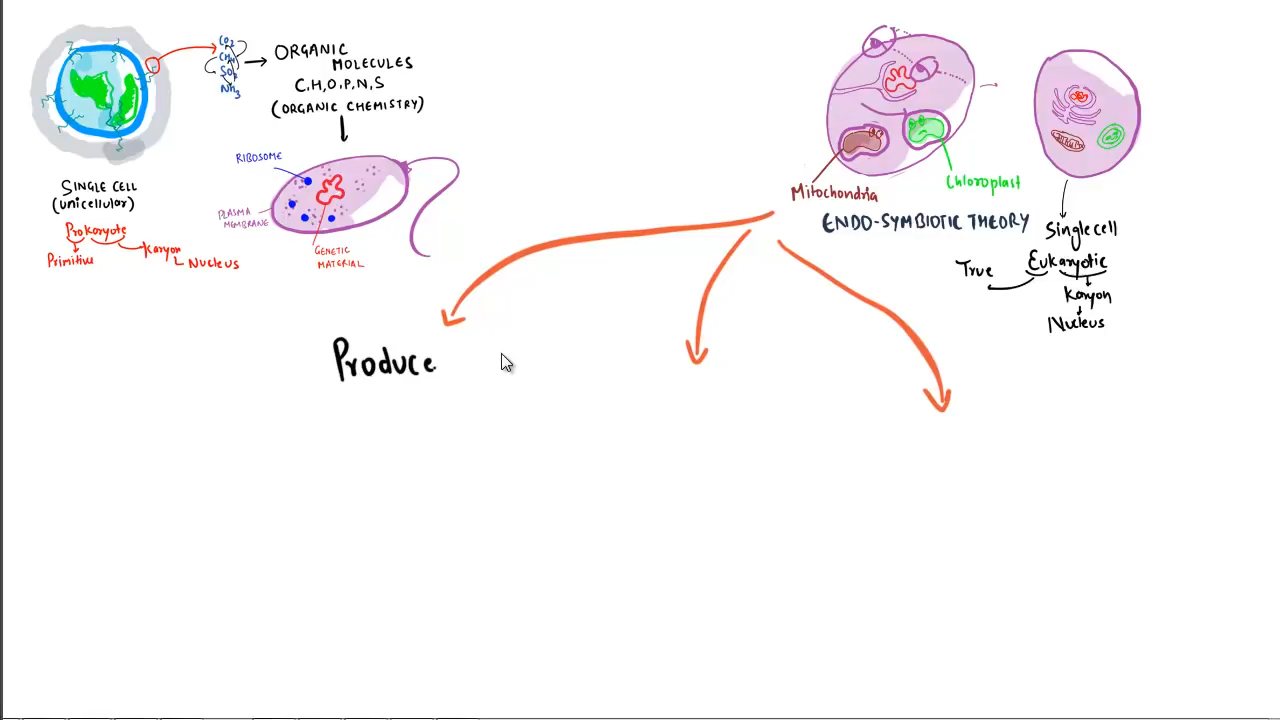 CO2
CH4
SO2
NH3
ORGANIC
MOLECULES
C,H,O,P,N,S
(ORGANIC CHEMISTRY)
SINGLE CELL
(unicellular)
Prokaryote
Primitive
Karyon
Nucleus
RIBOSOME
PLASMA
MEMBRANE
GENETIC
MATERIAL
Mitochondria
Chloroplast
ENDO-SYMBIOTIC THEORY
Single cell
Eukaryotic
True
Karyon
Nucleus
Produce